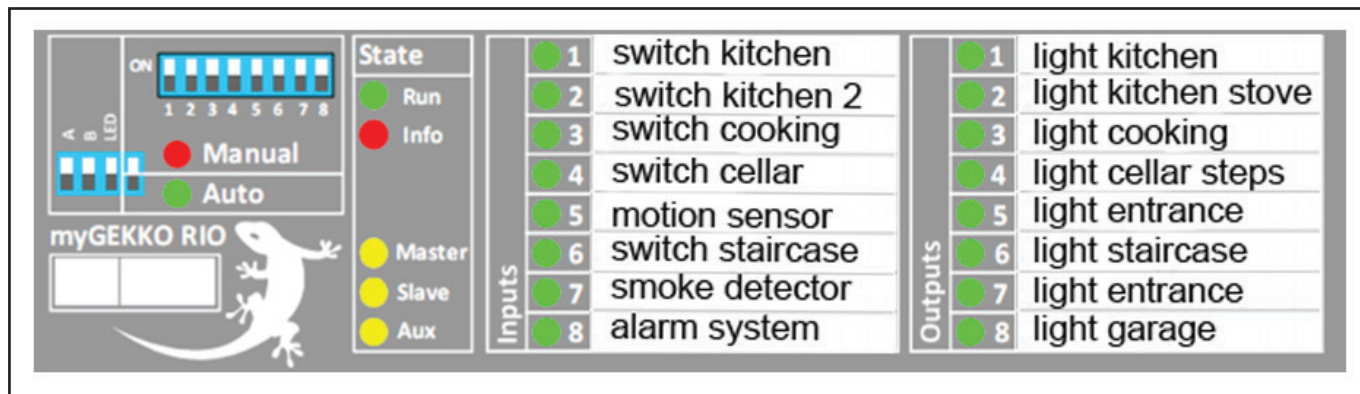 ON
1 2 3 4 5 6 7 8
A B LED
Manual
Auto
myGEKKO RIO
State
Run
Info
Master
Slave
Aux
Inputs
1 switch kitchen
2 switch kitchen 2
3 switch cooking
4 switch cellar
5 motion sensor
6 switch staircase
7 smoke detector
8 alarm system
Outputs
1 light kitchen
2 light kitchen stove
3 light cooking
4 light cellar steps
5 light entrance
6 light staircase
7 light entrance
8 light garage